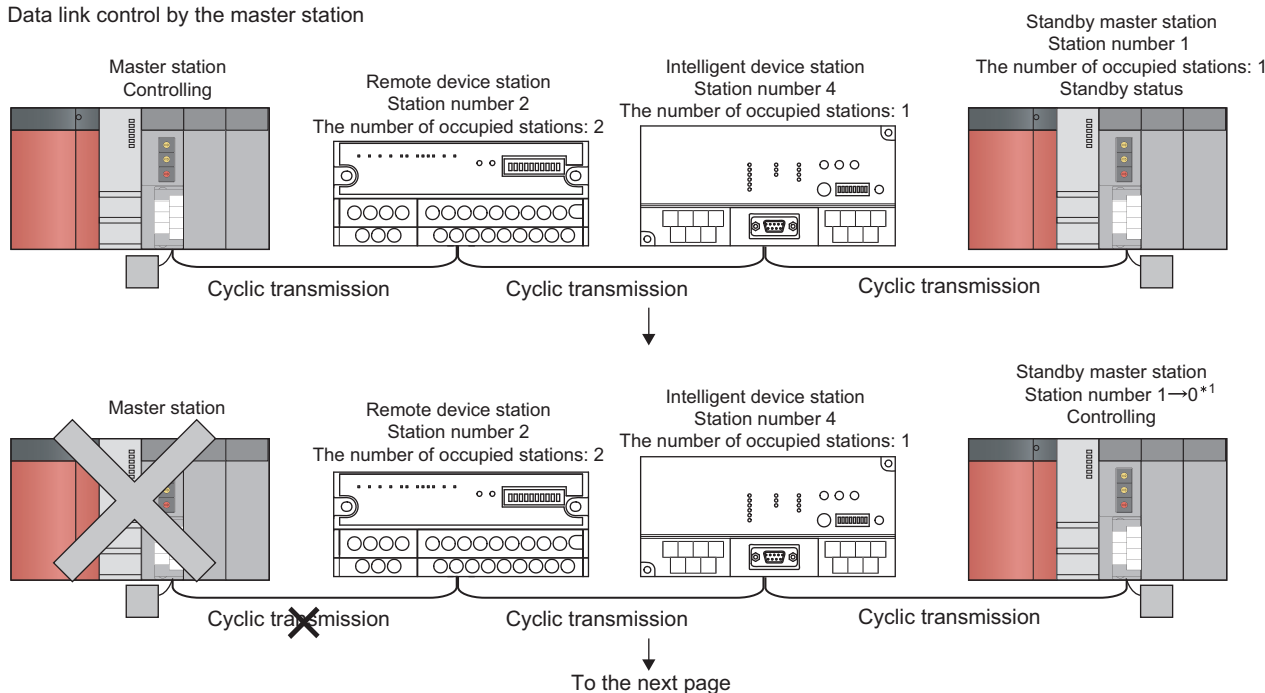 Data link control by the master station
Master station
Controlling
Remote device station
Station number 2
The number of occupied stations: 2
Intelligent device station
Station number 4
The number of occupied stations: 1
Standby master station
Station number 1
The number of occupied stations: 1
Standby status
Cyclic transmission
Cyclic transmission
Cyclic transmission
Master station
Remote device station
Station number 2
The number of occupied stations: 2
Intelligent device station
Station number 4
The number of occupied stations: 1
Standby master station
Station number 1→0*1
Controlling
Cyclic transmission
Cyclic transmission
Cyclic transmission
To the next page